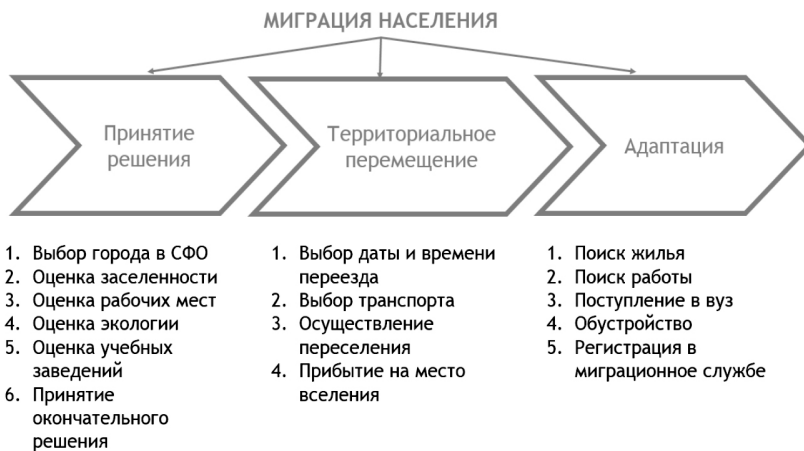 МИГРАЦИЯ НАСЕЛЕНИЯ
Принятие
решения
Территориальное
перемещение
Адаптация
1. Выбор города в СФО
2. Оценка заселенности
3. Оценка рабочих мест
4. Оценка экологии
5. Оценка учебных
заведений
6. Принятие
окончательного
решения
1. Выбор даты и времени
переезда
2. Выбор транспорта
3. Осуществление
переселения
4. Прибытие на место
вселения
1. Поиск жилья
2. Поиск работы
3. Поступление в вуз
4. Обустройство
5. Регистрация в
миграционное службе